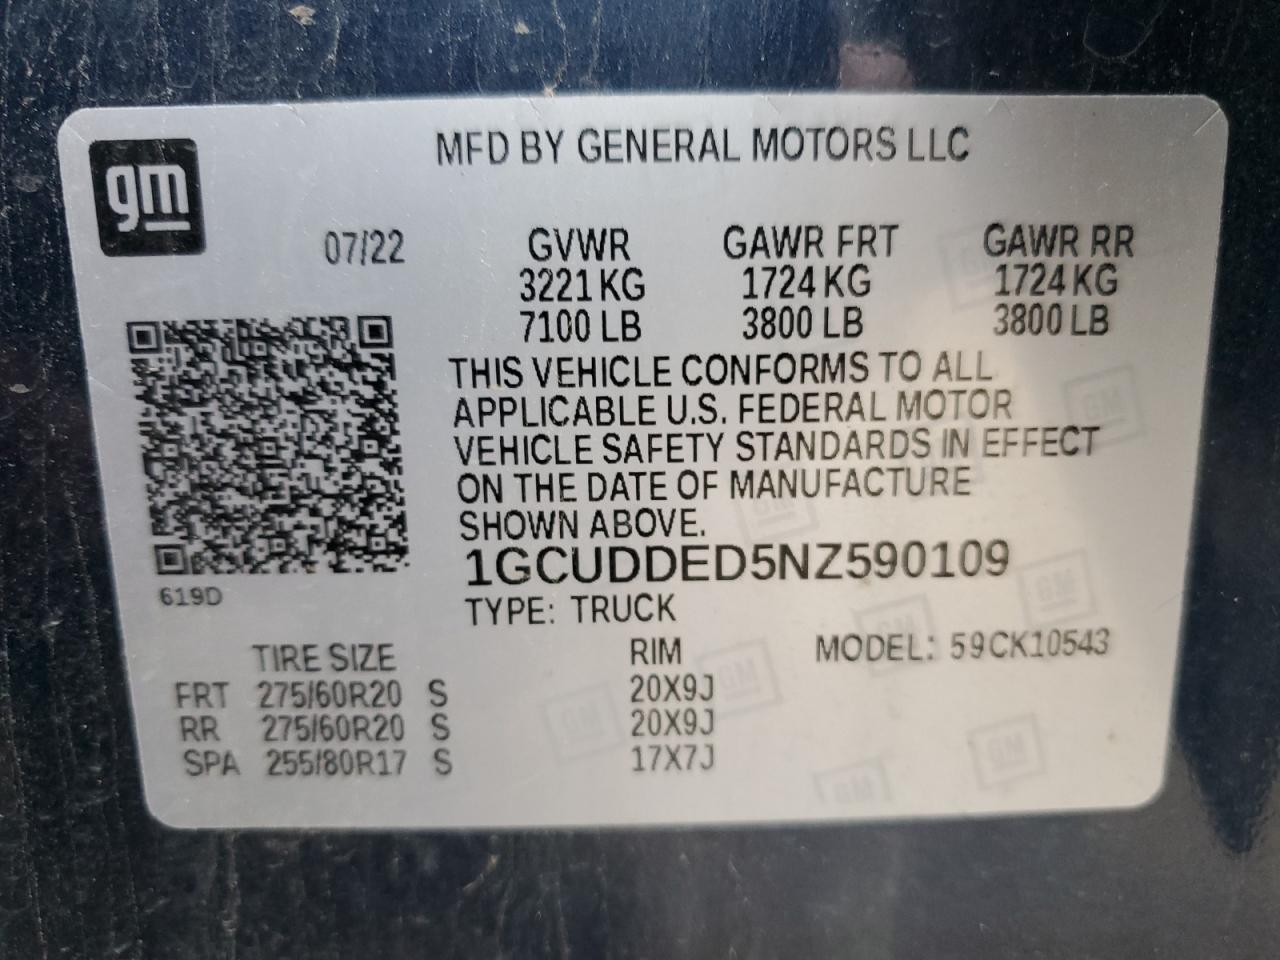 gm
MFD BY GENERAL MOTORS LLC
07/22 GVWR GAWR FRT GAWR RR
3221 KG 1724 KG 1724 KG
7100 LB 3800 LB 3800 LB
THIS VEHICLE CONFORMS TO ALL
APPLICABLE U.S. FEDERAL MOTOR
VEHICLE SAFETY STANDARDS IN EFFECT
ON THE DATE OF MANUFACTURE
SHOWN ABOVE.
1GCUDDED5NZ590109
619D
TYPE: TRUCK
TIRE SIZE RIM MODEL: 59CK10543
FRT 275/60R20 S 20X9J
RR 275/60R20 S 20X9J
SPA 255/80R17 S 17X7J